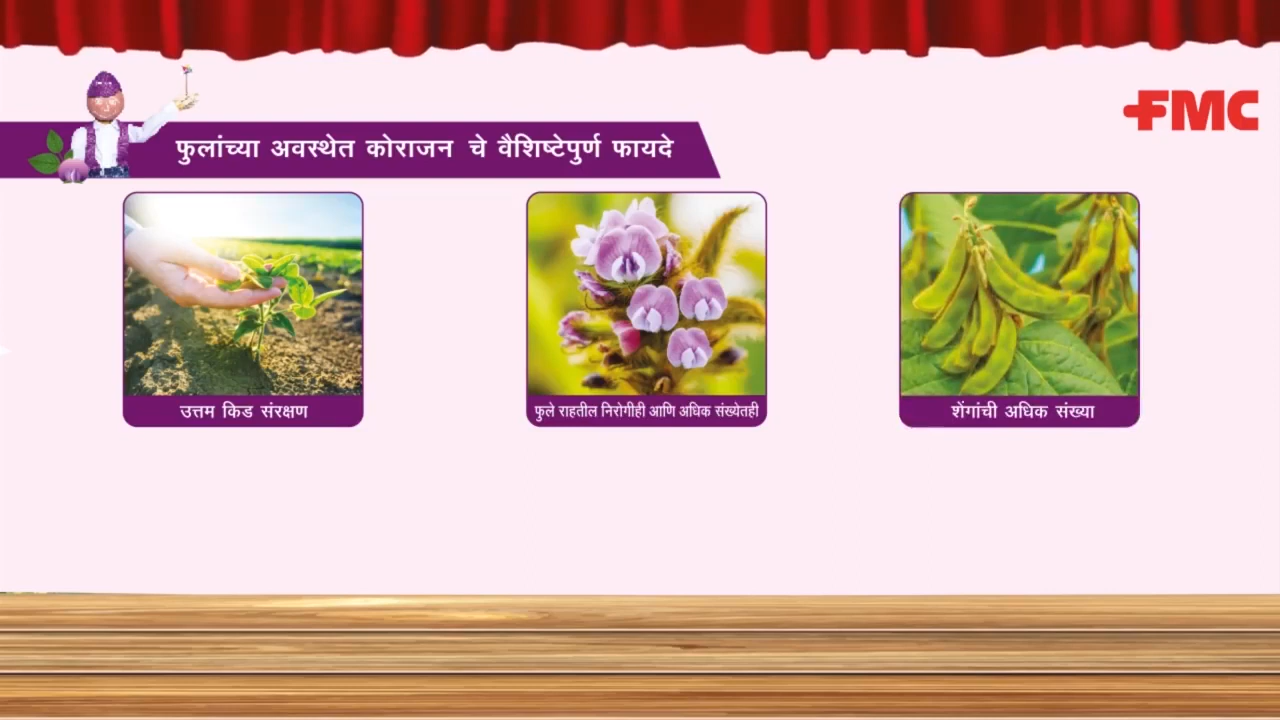 FMC
फुलांच्या अवस्थेत कोराजन चे वैशिष्टेपुर्ण फायदे
उत्तम किड संरक्षण
फुले राहतील निरोगीही आणि अधिक संख्येतही
शेंगांची अधिक संख्या